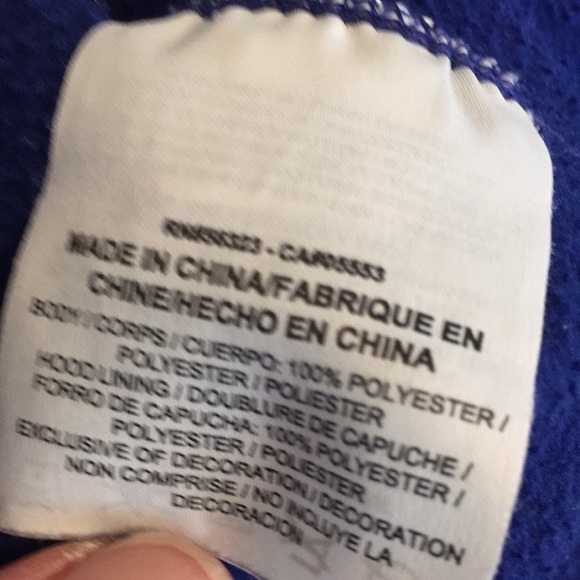 RN#56323 - CA#05553
MADE IN CHINA/FABRIQUE EN
CHINE/HECHO EN CHINA
BODY / CORPS / CUERPO: 100% POLYESTER /
POLYESTER / POLIESTER
HOOD LINING / DOUBLURE DE CAPUCHE /
FORRO DE CAPUCHA: 100% POLYESTER /
POLYESTER / POLIESTER
EXCLUSIVE OF DECORATION / DECORATION
NON COMPRISE / NO INCLUYE LA
DECORACION